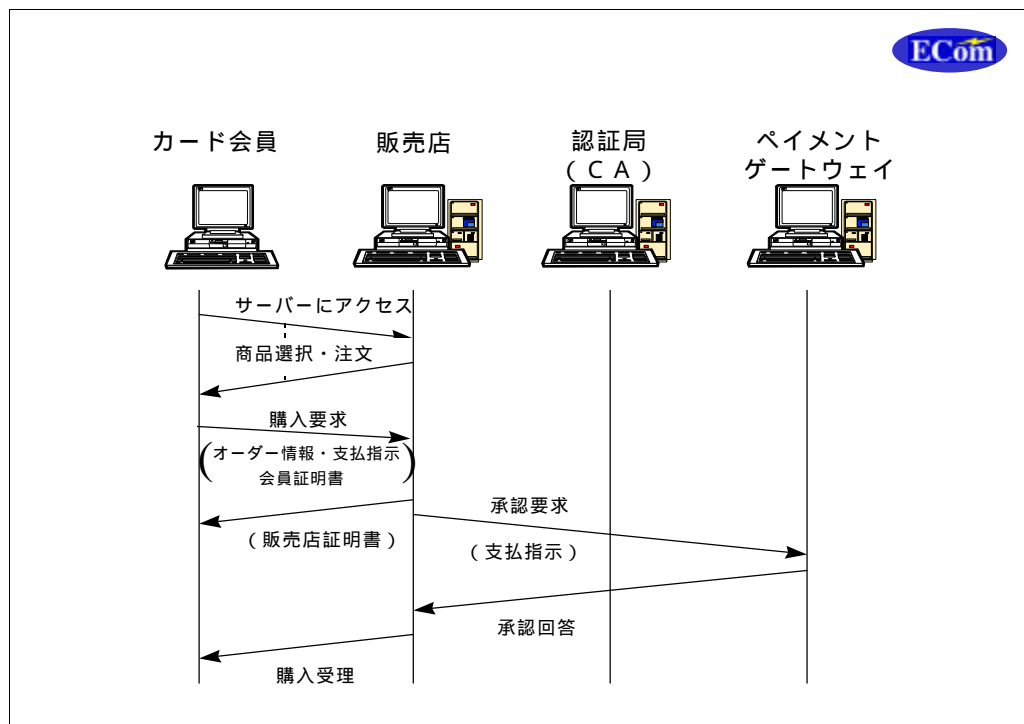 ECom
カード会員
販売店
認証局
(CA)
ペイメント
ゲートウェイ
サーバーにアクセス
商品選択・注文
購入要求
オーダー情報・支払指示
会員証明書
(販売店証明書)
承認要求
(支払指示)
承認回答
購入受理